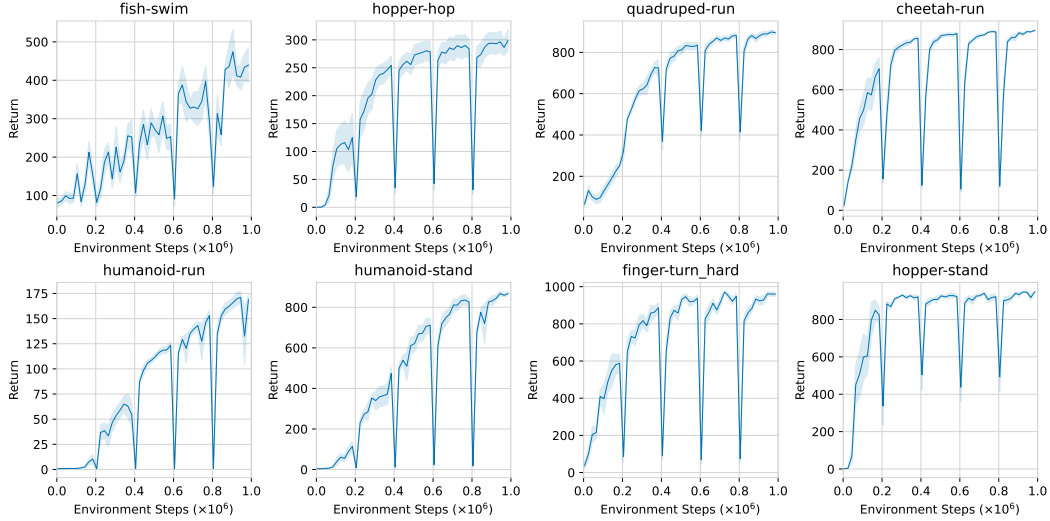 fish-swim
Return
500
400
300
200
100
0.0 0.2 0.4 0.6 0.8 1.0
Environment Steps (×10⁶)
hopper-hop
Return
300
250
200
150
100
50
0
0.0 0.2 0.4 0.6 0.8 1.0
Environment Steps (×10⁶)
quadruped-run
Return
800
600
400
200
0.0 0.2 0.4 0.6 0.8 1.0
Environment Steps (×10⁶)
cheetah-run
Return
800
600
400
200
0
0.0 0.2 0.4 0.6 0.8 1.0
Environment Steps (×10⁶)
humanoid-run
Return
175
150
125
100
75
50
25
0
0.0 0.2 0.4 0.6 0.8 1.0
Environment Steps (×10⁶)
humanoid-stand
Return
800
600
400
200
0
0.0 0.2 0.4 0.6 0.8 1.0
Environment Steps (×10⁶)
finger-turn_hard
Return
1000
800
600
400
200
0
0.0 0.2 0.4 0.6 0.8 1.0
Environment Steps (×10⁶)
hopper-stand
Return
800
600
400
200
0
0.0 0.2 0.4 0.6 0.8 1.0
Environment Steps (×10⁶)